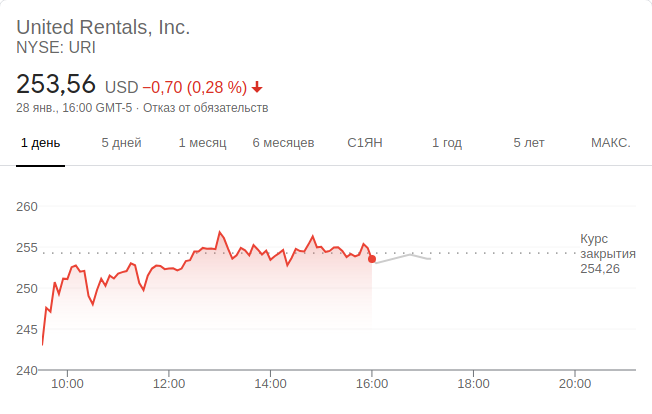 United Rentals, Inc.
NYSE: URI
253,56 USD −0,70 (0,28 %)
28 янв., 16:00 GMT-5 · Отказ от обязательств
1 день 5 дней 1 месяц 6 месяцев С1ЯН 1 год 5 лет МАКС.
260
255
250
245
240
Курс
закрытия
254,26
10:00 12:00 14:00 16:00 18:00 20:00